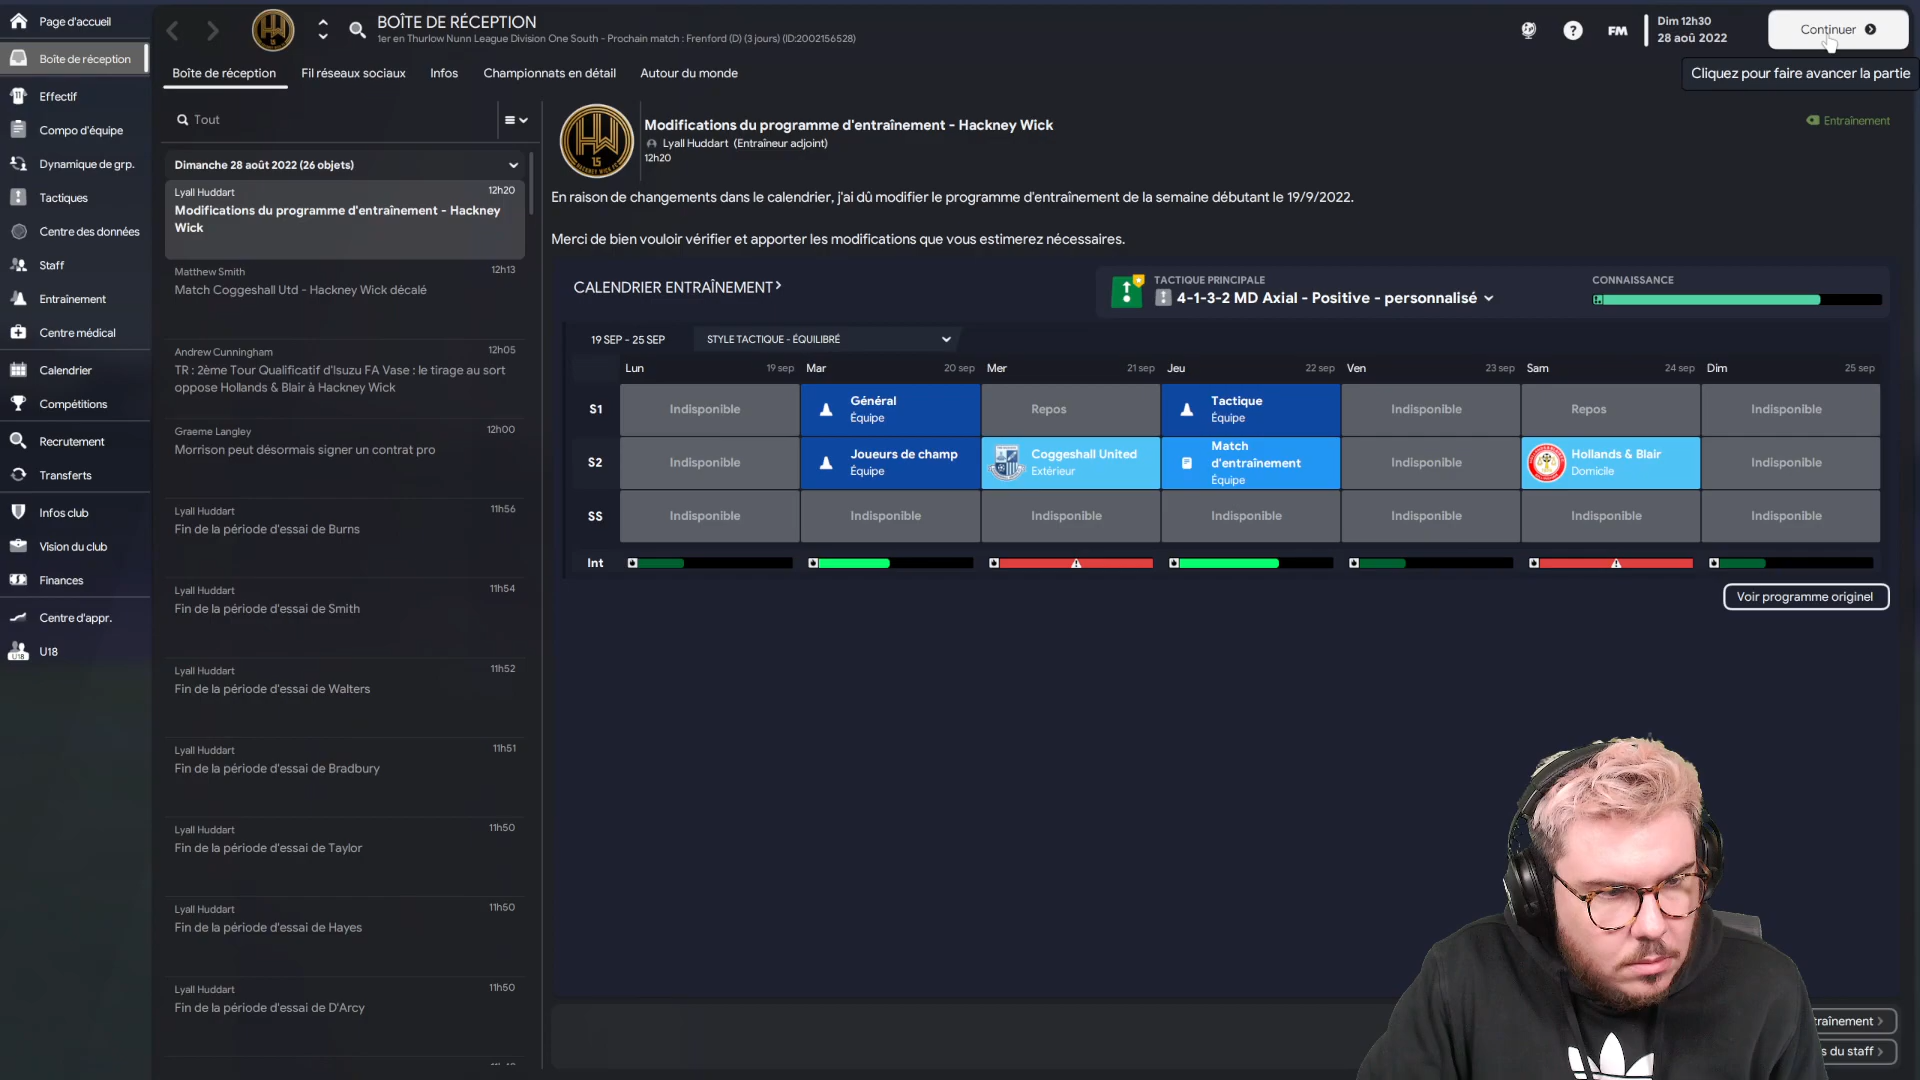 Page d'accueil
Boîte de réception
Effectif
Compo d'équipe
Dynamique de grp.
Tactiques
Centre des données
Staff
Entraînement
Centre médical
Calendrier
Compétitions
Recrutement
Transferts
Infos club
Vision du club
Finances
Centre d'appr.
U18
BOÎTE DE RÉCEPTION
1er en Thurlow Nunn League Division One South - Prochain match : Frenford (D) (3 jours) (ID:2002156528)
FM
Dim 12h30
28 aoû 2022
Continuer
Cliquez pour faire avancer la partie
Boîte de réception
Fil réseaux sociaux
Infos
Championnats en détail
Autour du monde
Tout
Dimanche 28 août 2022 (26 objets)
Lyall Huddart 12h20
Modifications du programme d'entraînement - Hackney
Wick
Matthew Smith 12h13
Match Coggeshall Utd - Hackney Wick décalé
Andrew Cunningham 12h05
TR : 2ème Tour Qualificatif d'Isuzu FA Vase : le tirage au sort
oppose Hollands & Blair à Hackney Wick
Graeme Langley 12h00
Morrison peut désormais signer un contrat pro
Lyall Huddart 11h56
Fin de la période d'essai de Burns
Lyall Huddart 11h54
Fin de la période d'essai de Smith
Lyall Huddart 11h52
Fin de la période d'essai de Walters
Lyall Huddart 11h51
Fin de la période d'essai de Bradbury
Lyall Huddart 11h50
Fin de la période d'essai de Taylor
Lyall Huddart 11h50
Fin de la période d'essai de Hayes
Lyall Huddart 11h50
Fin de la période d'essai de D'Arcy
Modifications du programme d'entraînement - Hackney Wick
Lyall Huddart (Entraîneur adjoint)
12h20
Entraînement
En raison de changements dans le calendrier, j'ai dû modifier le programme d'entraînement de la semaine débutant le 19/9/2022.
Merci de bien vouloir vérifier et apporter les modifications que vous estimerez nécessaires.
CALENDRIER ENTRAÎNEMENT
TACTIQUE PRINCIPALE
4-1-3-2 MD Axial - Positive - personnalisé
CONNAISSANCE
19 SEP - 25 SEP
STYLE TACTIQUE - ÉQUILIBRÉ
Lun 19 sep Mar 20 sep Mer 21 sep Jeu 22 sep Ven 23 sep Sam 24 sep Dim 25 sep
S1 Indisponible Général Équipe Repos Tactique Équipe Indisponible Repos Indisponible
S2 Indisponible Joueurs de champ Équipe Coggeshall United Extérieur Match d'entraînement Équipe Indisponible Hollands & Blair Domicile Indisponible
SS Indisponible Indisponible Indisponible Indisponible Indisponible Indisponible Indisponible
Int
Voir programme originel
raînement
s du staff